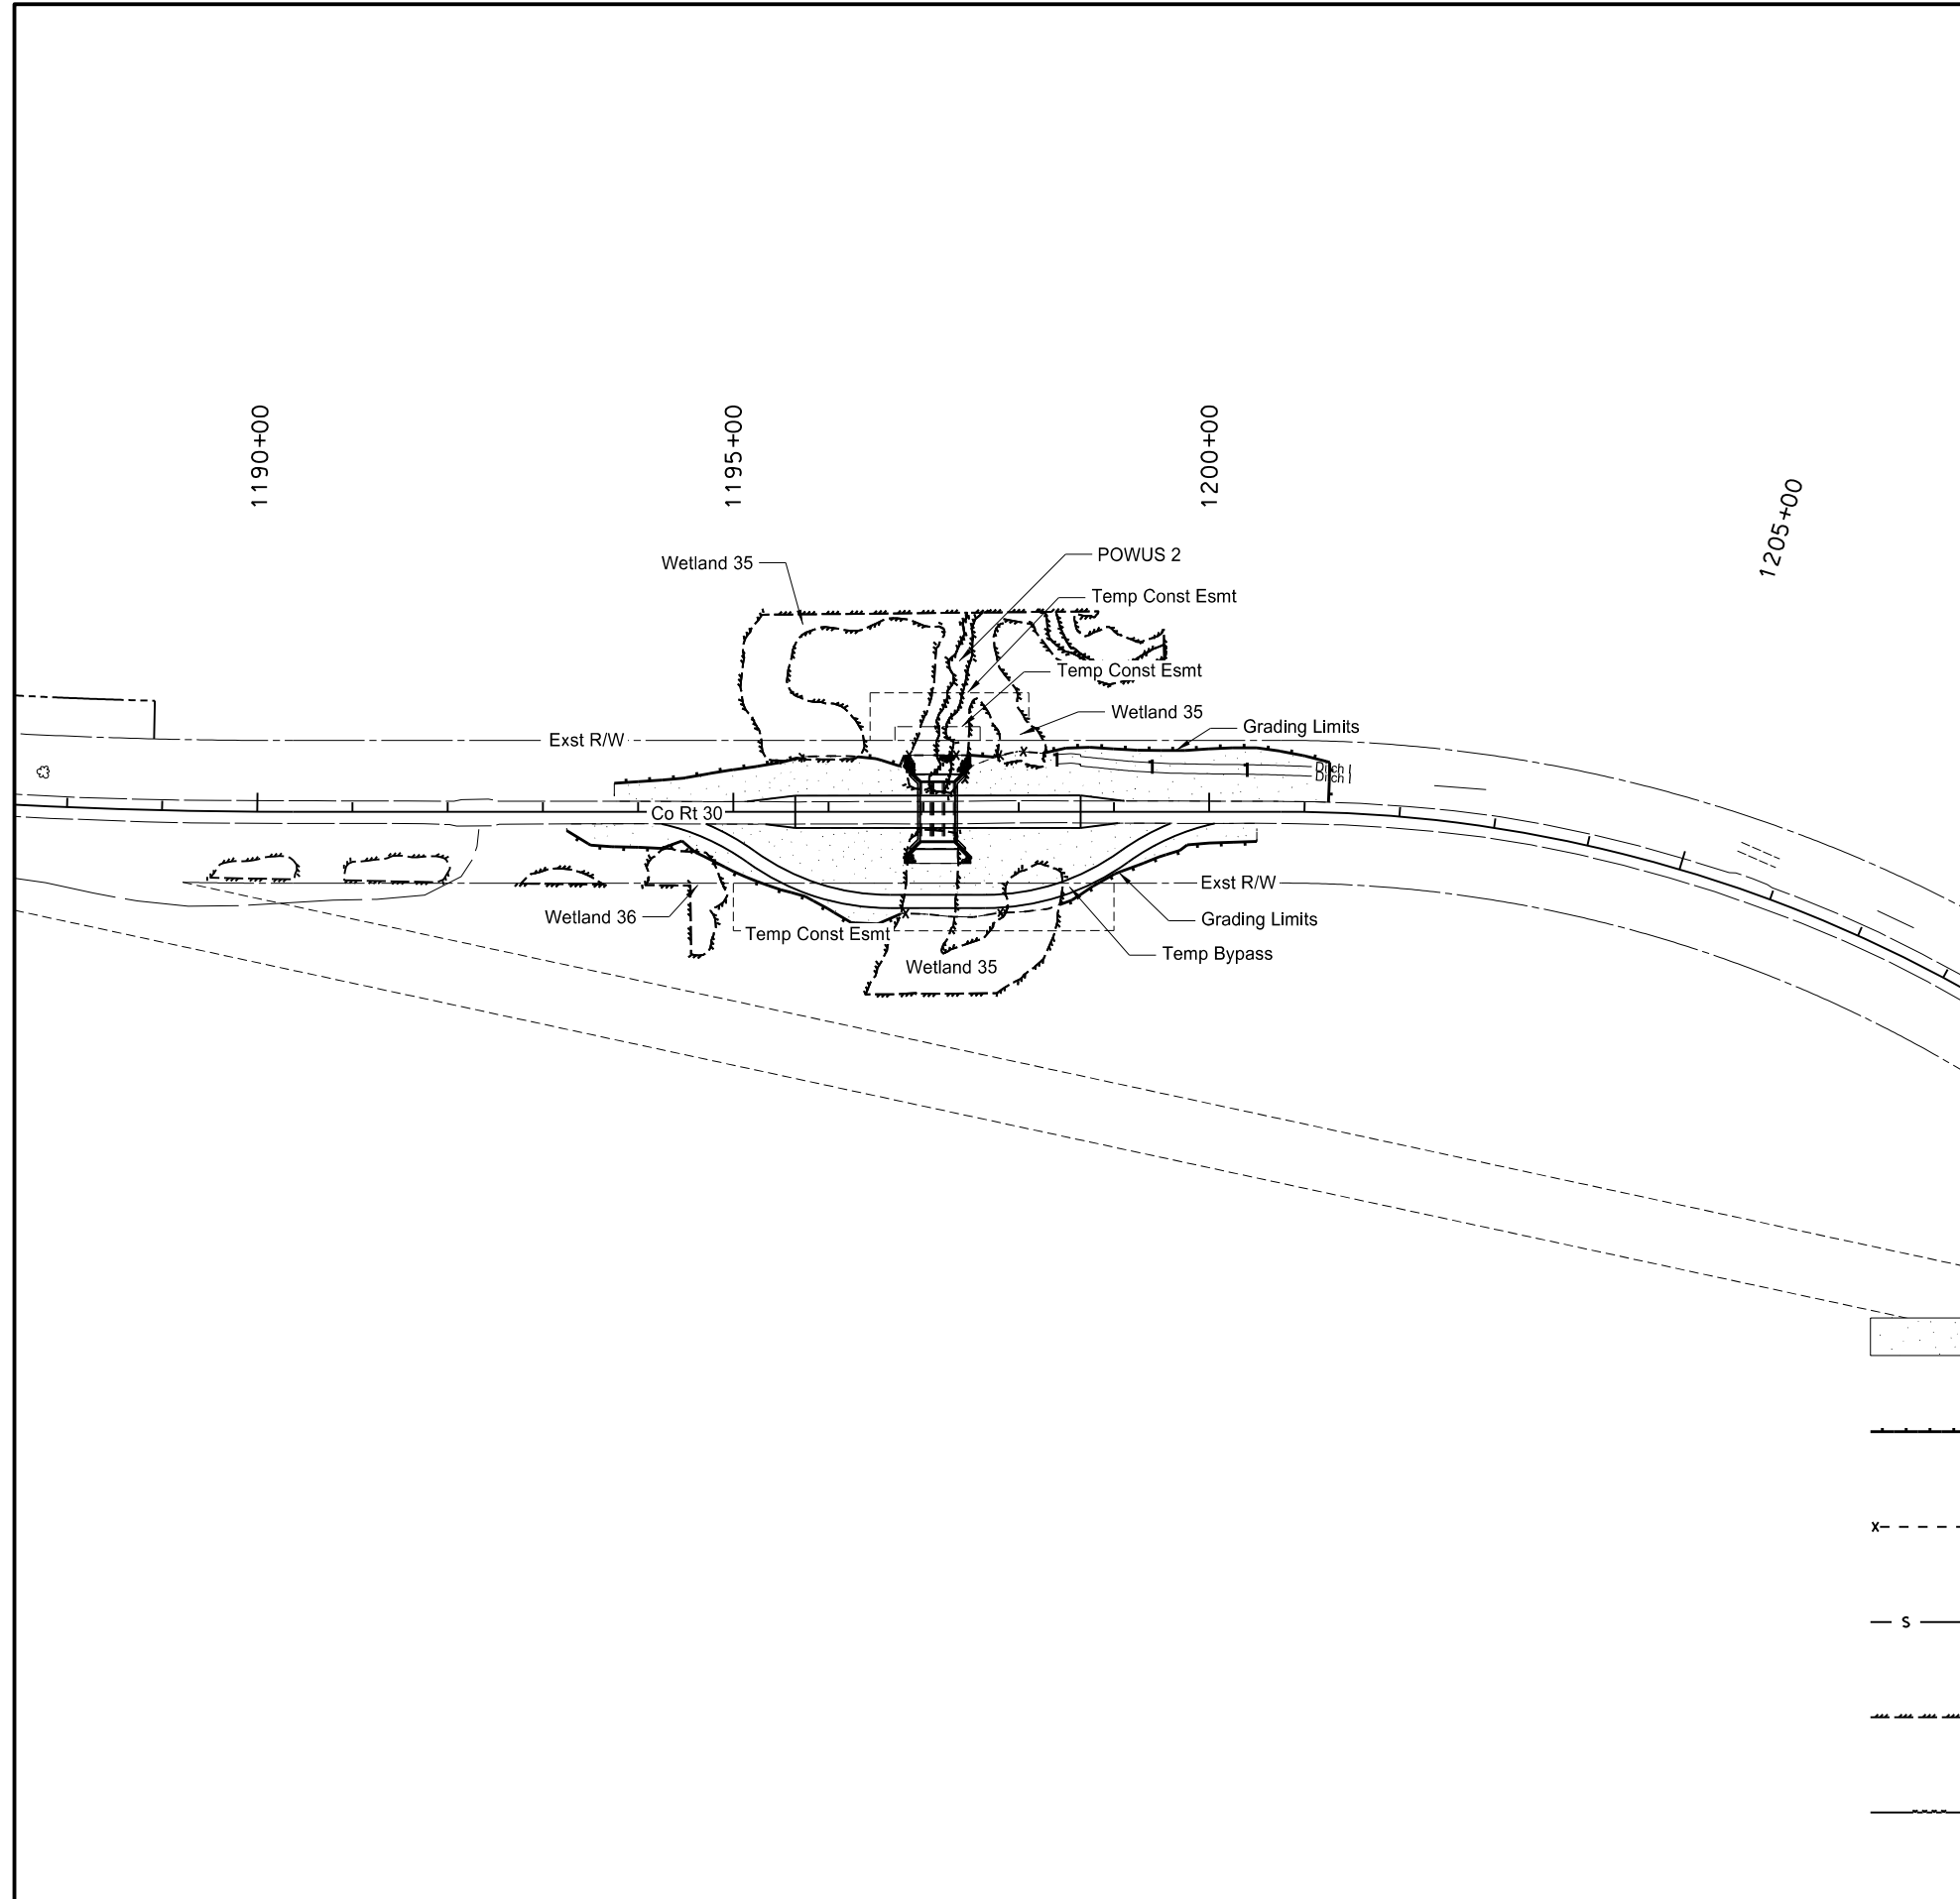 1190+00
1195+00
1200+00
1205+00
Wetland 35
POWUS 2
Temp Const Esmt
Temp Const Esmt
Wetland 35
Grading Limits
Exst R/W
Ditch
Ditch
Co Rt 30
Exst R/W
Wetland 36
Grading Limits
Temp Const Esmt
Temp Bypass
Wetland 35
x
x
x
x
x
S